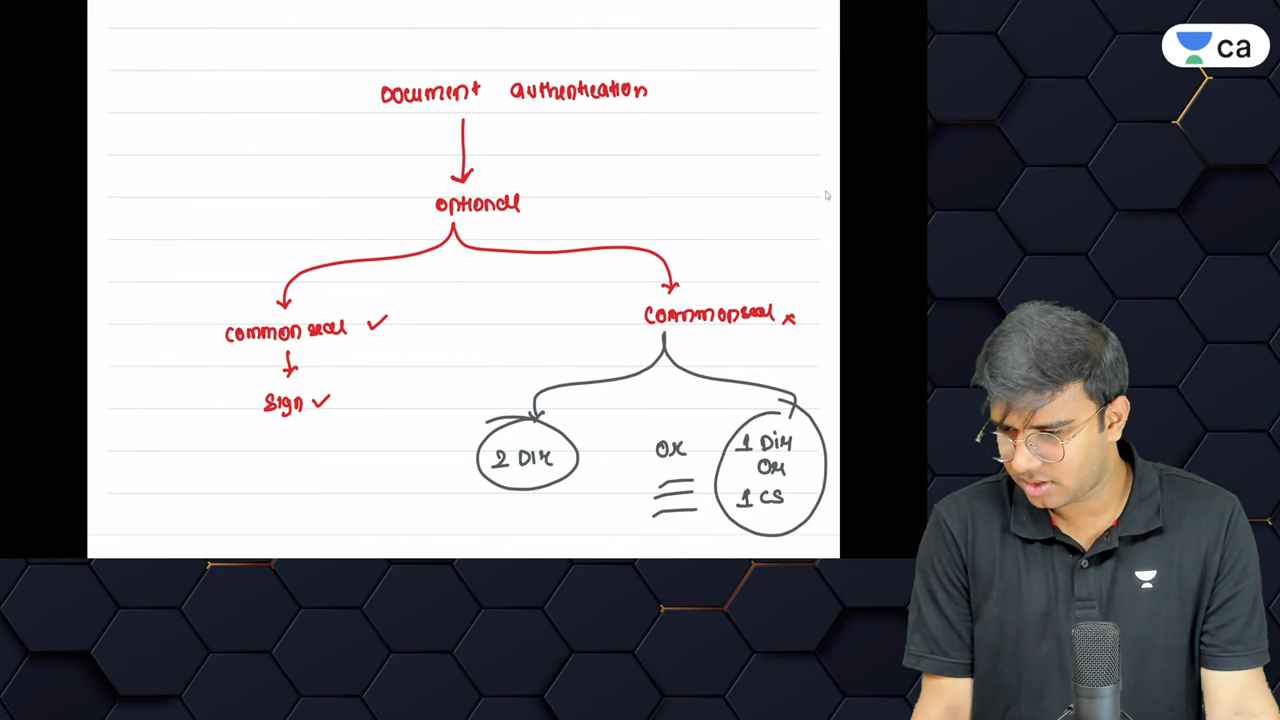 ca
Document authentication
optional
common seal ✓
common seal ×
sign ✓
2 Dir
OR
1 Dir
OR
1 CS